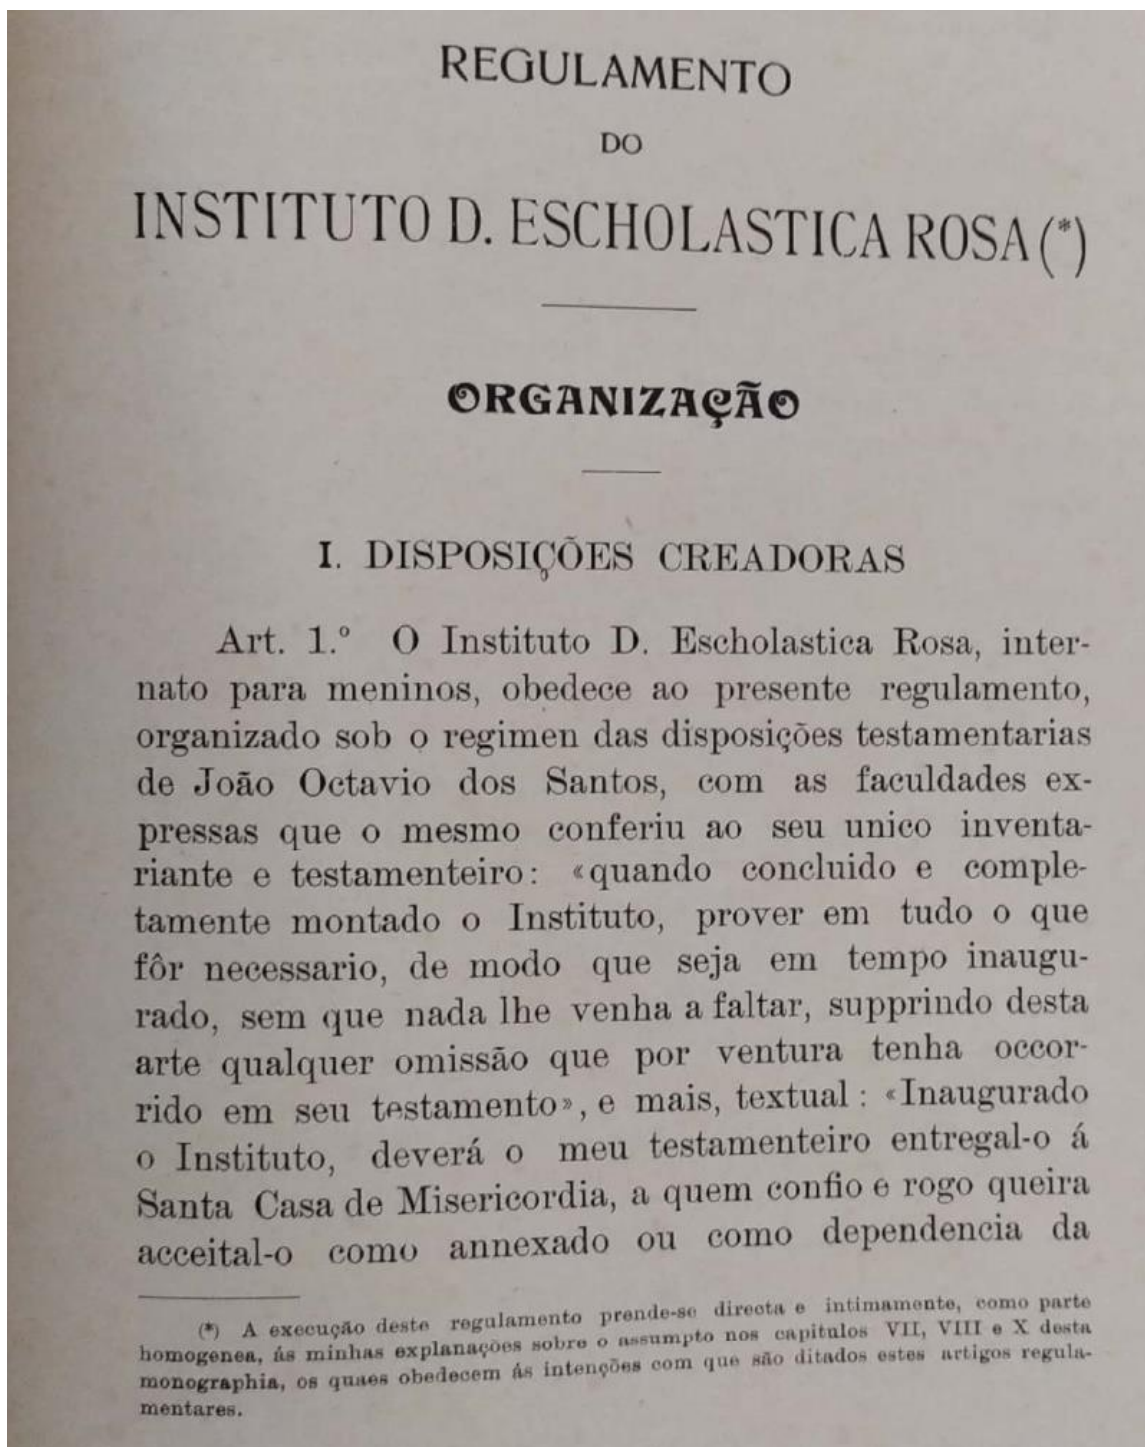 REGULAMENTO
DO
INSTITUTO D. ESCHOLASTICA ROSA (*)
ORGANIZAÇÃO
I. DISPOSIÇÕES CREADORAS
Art. 1.º O Instituto D. Escholastica Rosa, inter-
nato para meninos, obedece ao presente regulamento,
organizado sob o regimen das disposições testamentarias
de João Octavio dos Santos, com as faculdades ex-
pressas que o mesmo conferiu ao seu unico inventa-
riante e testamenteiro: «quando concluido e comple-
tamente montado o Instituto, prover em tudo o que
fôr necessario, de modo que seja em tempo inaugu-
rado, sem que nada lhe venha a faltar, supprindo desta
arte qualquer omissão que por ventura tenha occor-
rido em seu testamento», e mais, textual : «Inaugurado
o Instituto, deverá o meu testamenteiro entregal-o á
Santa Casa de Misericordia, a quem confio e rogo queira
acceital-o como annexado ou como dependencia da
(*) A execução deste regulamento prende-se directa e intimamente, como parte
homogenea, ás minhas explanações sobre o assumpto nos capitulos VII, VIII e X desta
monographia, os quaes obedecem ás intenções com que são ditados estes artigos regula-
mentares.